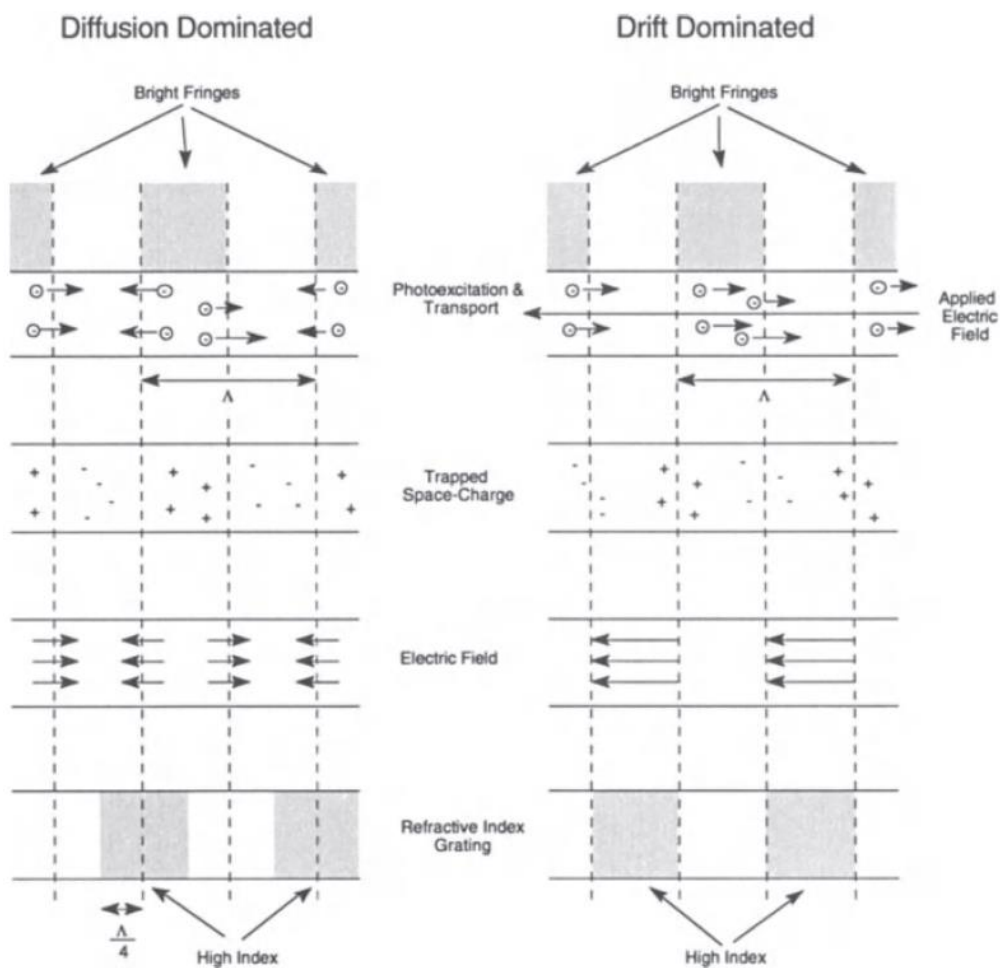 Diffusion Dominated
Drift Dominated
Bright Fringes
Bright Fringes
Photoexcitation &
Transport
Applied
Electric
Field
Λ
Λ
Trapped
Space-Charge
Electric Field
Refractive Index
Grating
Λ
4
High Index
High Index